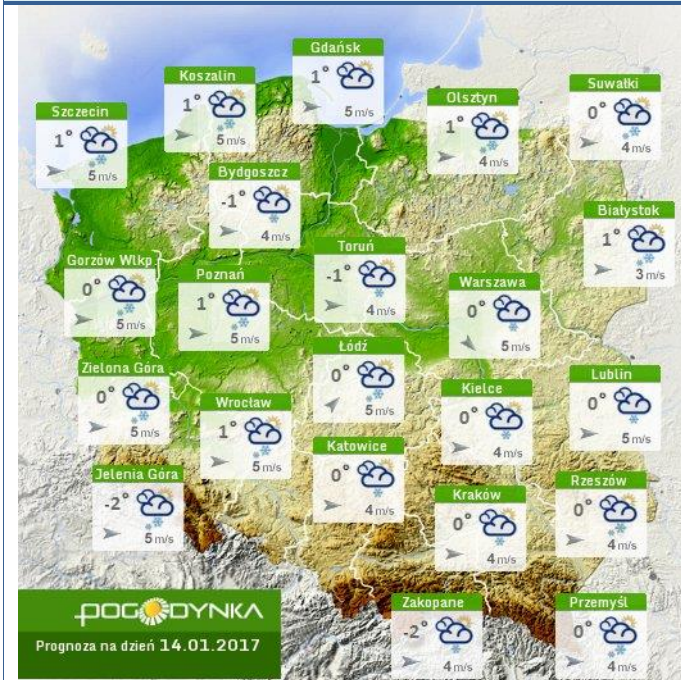 Gdańsk
1°
5 m/s
Koszalin
1°
5 m/s
Suwałki
0°
4 m/s
Olsztyn
1°
4 m/s
Szczecin
1°
5 m/s
Bydgoszcz
-1°
4 m/s
Białystok
1°
3 m/s
Toruń
-1°
4 m/s
Gorzów Wlkp
0°
5 m/s
Poznań
1°
5 m/s
Warszawa
0°
5 m/s
Łódź
0°
5 m/s
Zielona Góra
0°
5 m/s
Lublin
0°
5 m/s
Kielce
0°
4 m/s
Wrocław
1°
5 m/s
Katowice
0°
4 m/s
Jelenia Góra
-2°
5 m/s
Rzeszów
0°
4 m/s
Kraków
0°
4 m/s
Zakopane
-2°
4 m/s
Przemyśl
0°
4 m/s
POGODYNKA
Prognoza na dzień 14.01.2017